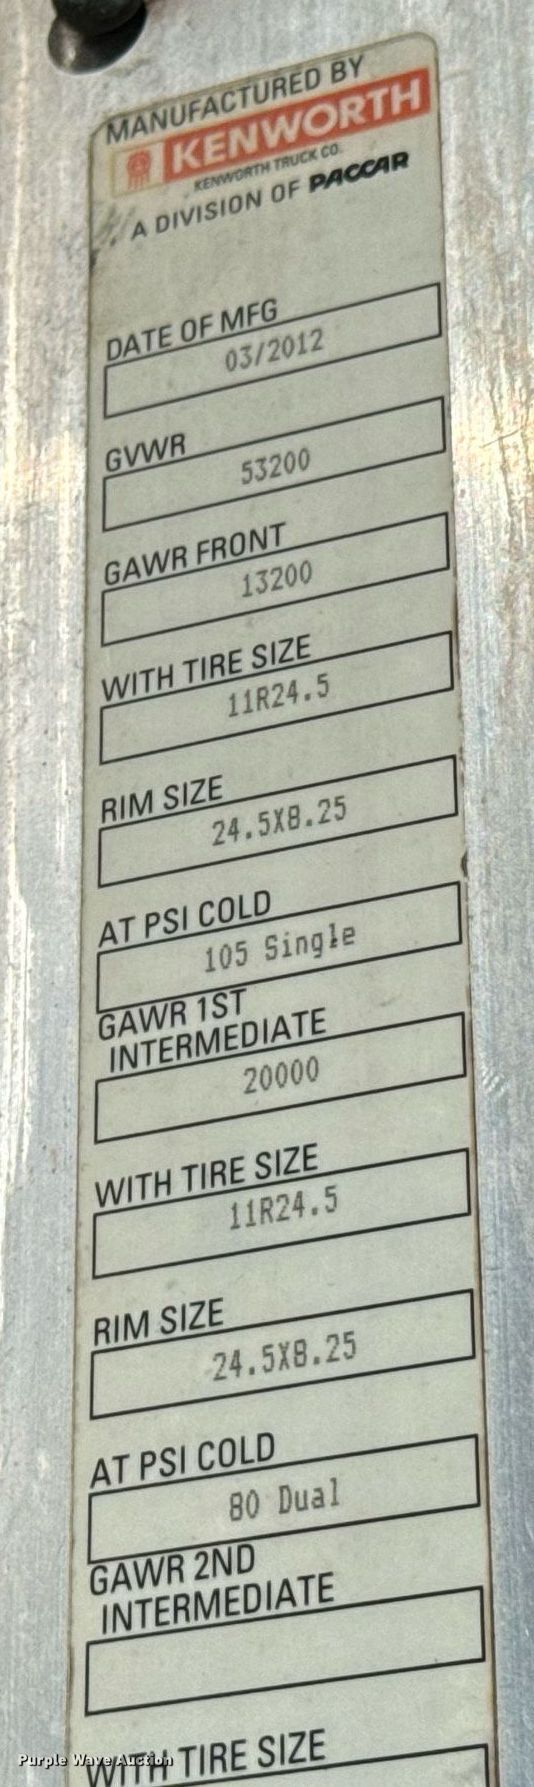 MANUFACTURED BY
KENWORTH
KENWORTH TRUCK CO.
A DIVISION OF PACCAR
DATE OF MFG
03/2012
GVWR
53200
GAWR FRONT
13200
WITH TIRE SIZE
11R24.5
RIM SIZE
24.5X8.25
AT PSI COLD
105 Single
GAWR 1ST
INTERMEDIATE
20000
WITH TIRE SIZE
11R24.5
RIM SIZE
24.5X8.25
AT PSI COLD
80 Dual
GAWR 2ND
INTERMEDIATE
WITH TIRE SIZE
Purple Wave Auction